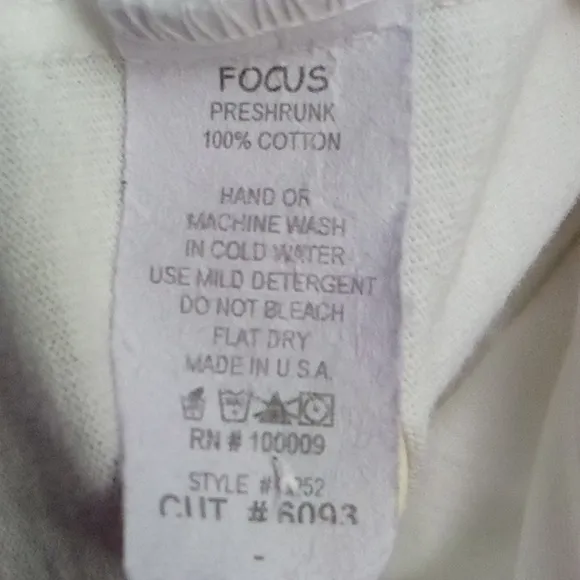 FOCUS
PRESHRUNK
100% COTTON
HAND OR
MACHINE WASH
IN COLD WATER
USE MILD DETERGENT
DO NOT BLEACH
FLAT DRY
MADE IN U S A
RN # 100009
STYLE #
CUT # 6093
-